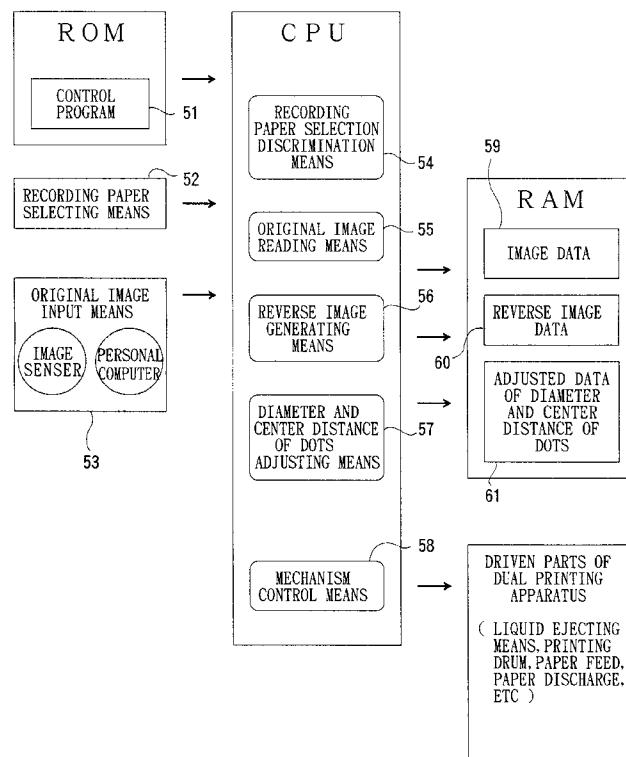 ROM
CONTROL
PROGRAM
51
52
RECORDING PAPER
SELECTING MEANS
ORIGINAL IMAGE
INPUT MEANS
IMAGE
SENSER
PERSONAL
COMPUTER
53
CPU
RECORDING
PAPER SELECTION
DISCRIMINATION
MEANS
54
ORIGINAL IMAGE
READING MEANS
55
REVERSE IMAGE
GENERATING
MEANS
56
DIAMETER AND
CENTER DISTANCE
OF DOTS
ADJUSTING MEANS
57
58
MECHANISM
CONTROL MEANS
59
RAM
IMAGE DATA
REVERSE IMAGE
DATA
60
ADJUSTED DATA
OF DIAMETER
AND CENTER
DISTANCE OF
DOTS
61
DRIVEN PARTS OF
DUAL PRINTING
APPARATUS
( LIQUID EJECTING
MEANS, PRINTING
DRUM, PAPER FEED,
PAPER DISCHARGE,
ETC )